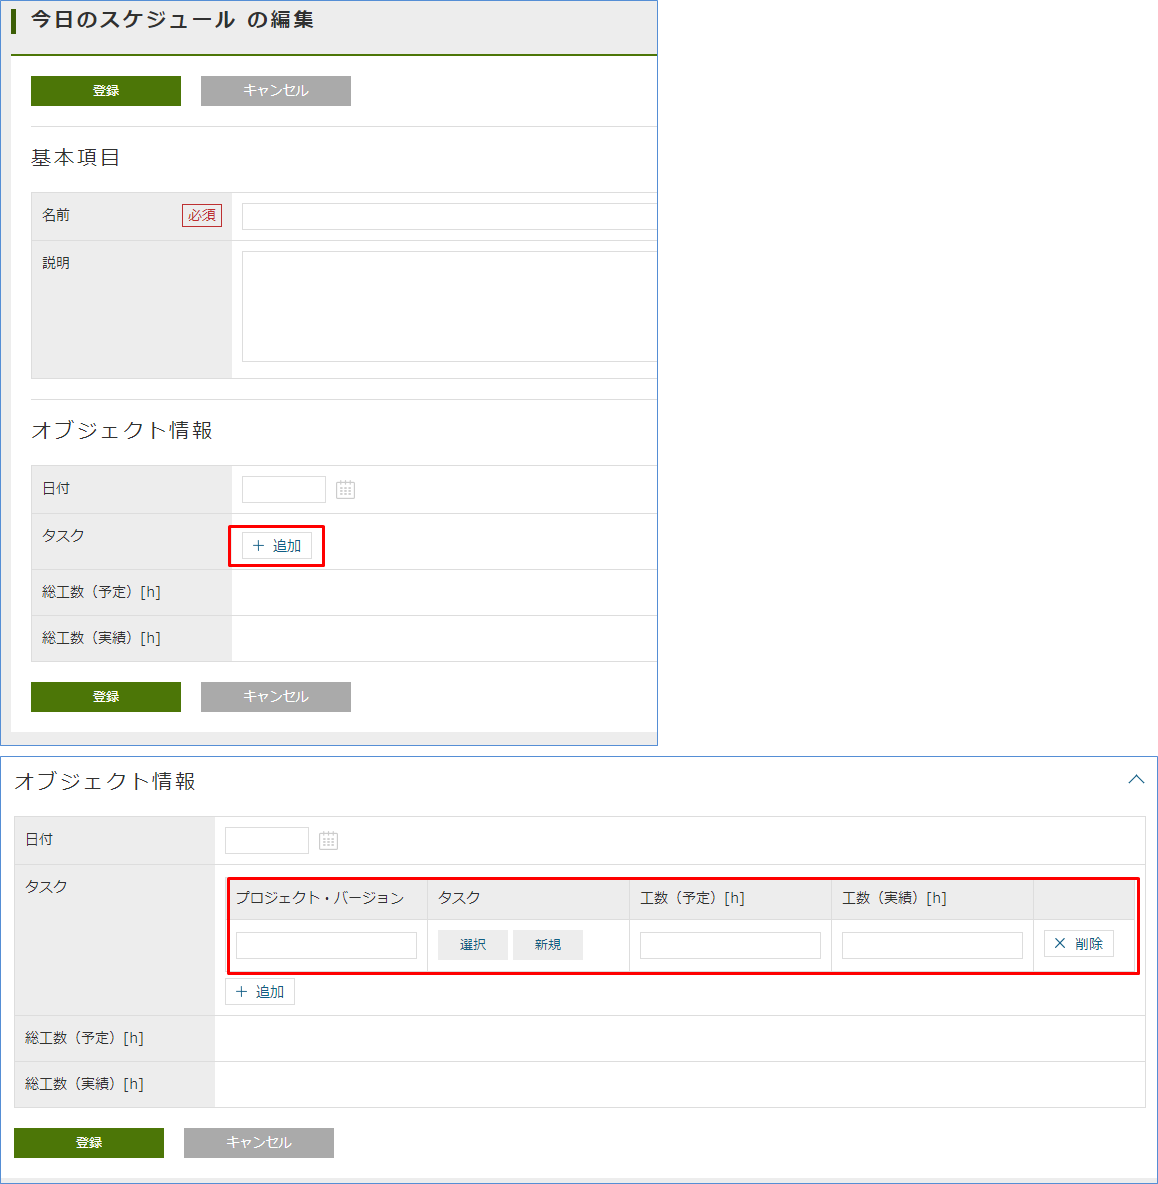 今日のスケジュール の編集
登録 キャンセル
基本項目
名前 必須
説明
オブジェクト情報
日付
タスク ＋ 追加
総工数（予定）[h]
総工数（実績）[h]
登録 キャンセル
オブジェクト情報
日付
タスク プロジェクト・バージョン タスク 工数（予定）[h] 工数（実績）[h]
選択 新規 × 削除
＋ 追加
総工数（予定）[h]
総工数（実績）[h]
登録 キャンセル